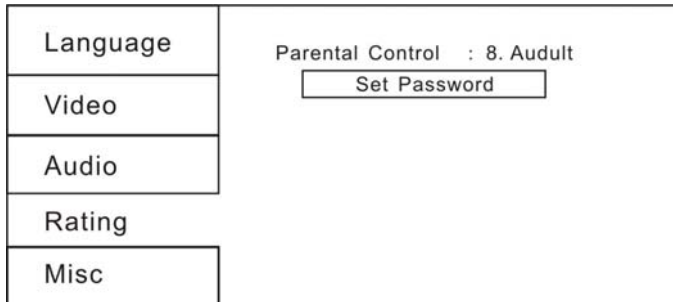 Language
Video
Audio
Rating
Misc
Parental Control : 8. Audult
Set Password